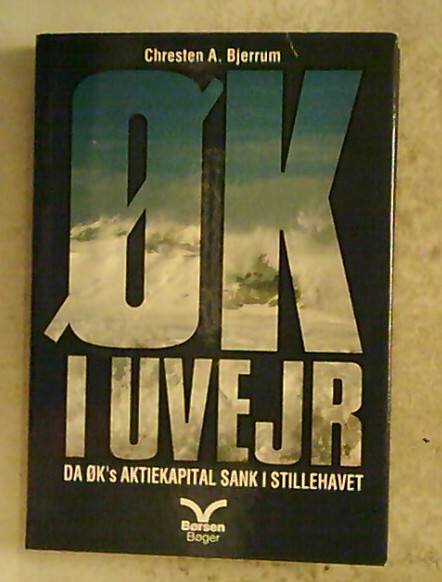 Chresten A. Bjerrum
ØK
I UVEJR
DA ØK's AKTIEKAPITAL SANK I STILLEHAVET
Børsen
Bøger